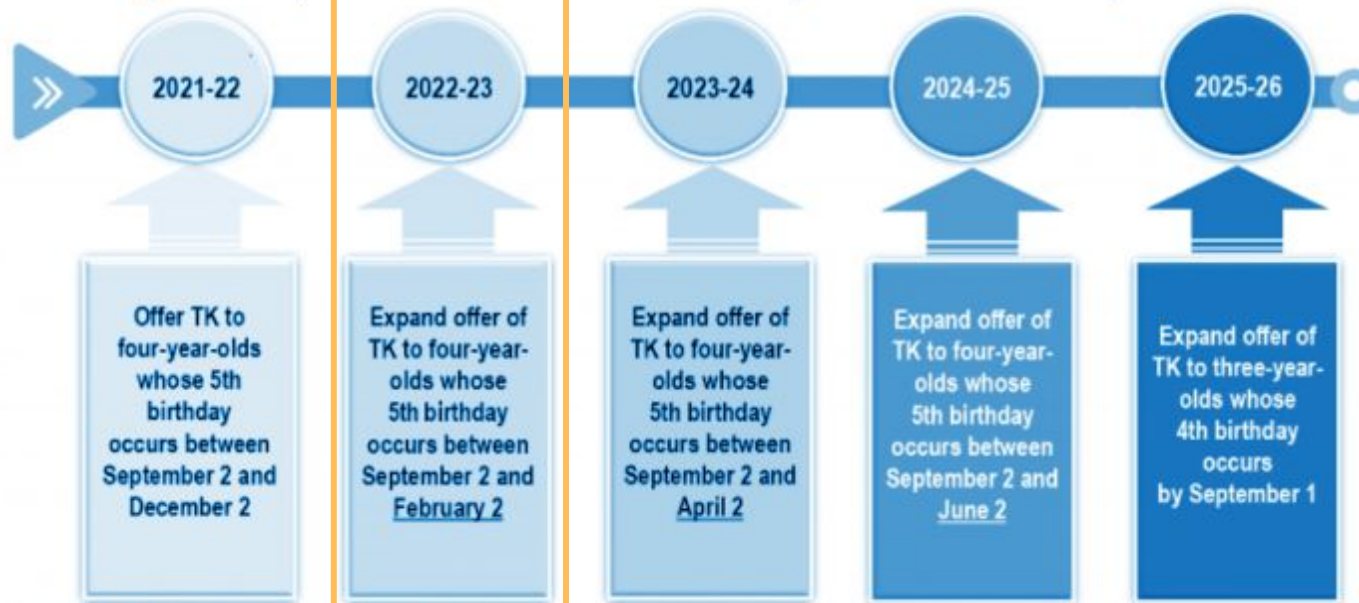 2021-22
2022-23
2023-24
2024-25
2025-26
Offer TK to
four-year-olds
whose 5th
birthday
occurs between
September 2 and
December 2
Expand offer of
TK to four-year-
olds whose
5th birthday
occurs between
September 2 and
February 2
Expand offer of
TK to four-year-
olds whose
5th birthday
occurs between
September 2 and
April 2
Expand offer of
TK to four-year-
olds whose
5th birthday
occurs between
September 2 and
June 2
Expand offer of
TK to three-year-
olds whose
4th birthday
occurs
by September 1